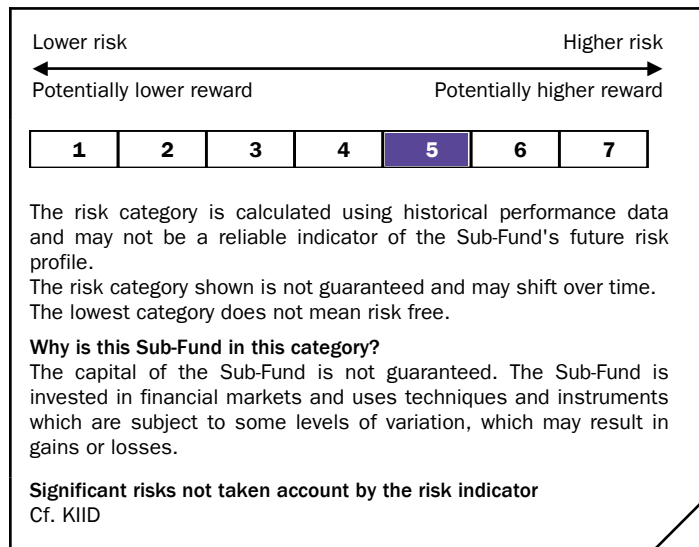 Lower risk Higher risk
Potentially lower reward Potentially higher reward
1 2 3 4 5 6 7
The risk category is calculated using historical performance data
and may not be a reliable indicator of the Sub-Fund's future risk
profile.
The risk category shown is not guaranteed and may shift over time.
The lowest category does not mean risk free.
Why is this Sub-Fund in this category?
The capital of the Sub-Fund is not guaranteed. The Sub-Fund is
invested in financial markets and uses techniques and instruments
which are subject to some levels of variation, which may result in
gains or losses.
Significant risks not taken account by the risk indicator
Cf. KIID